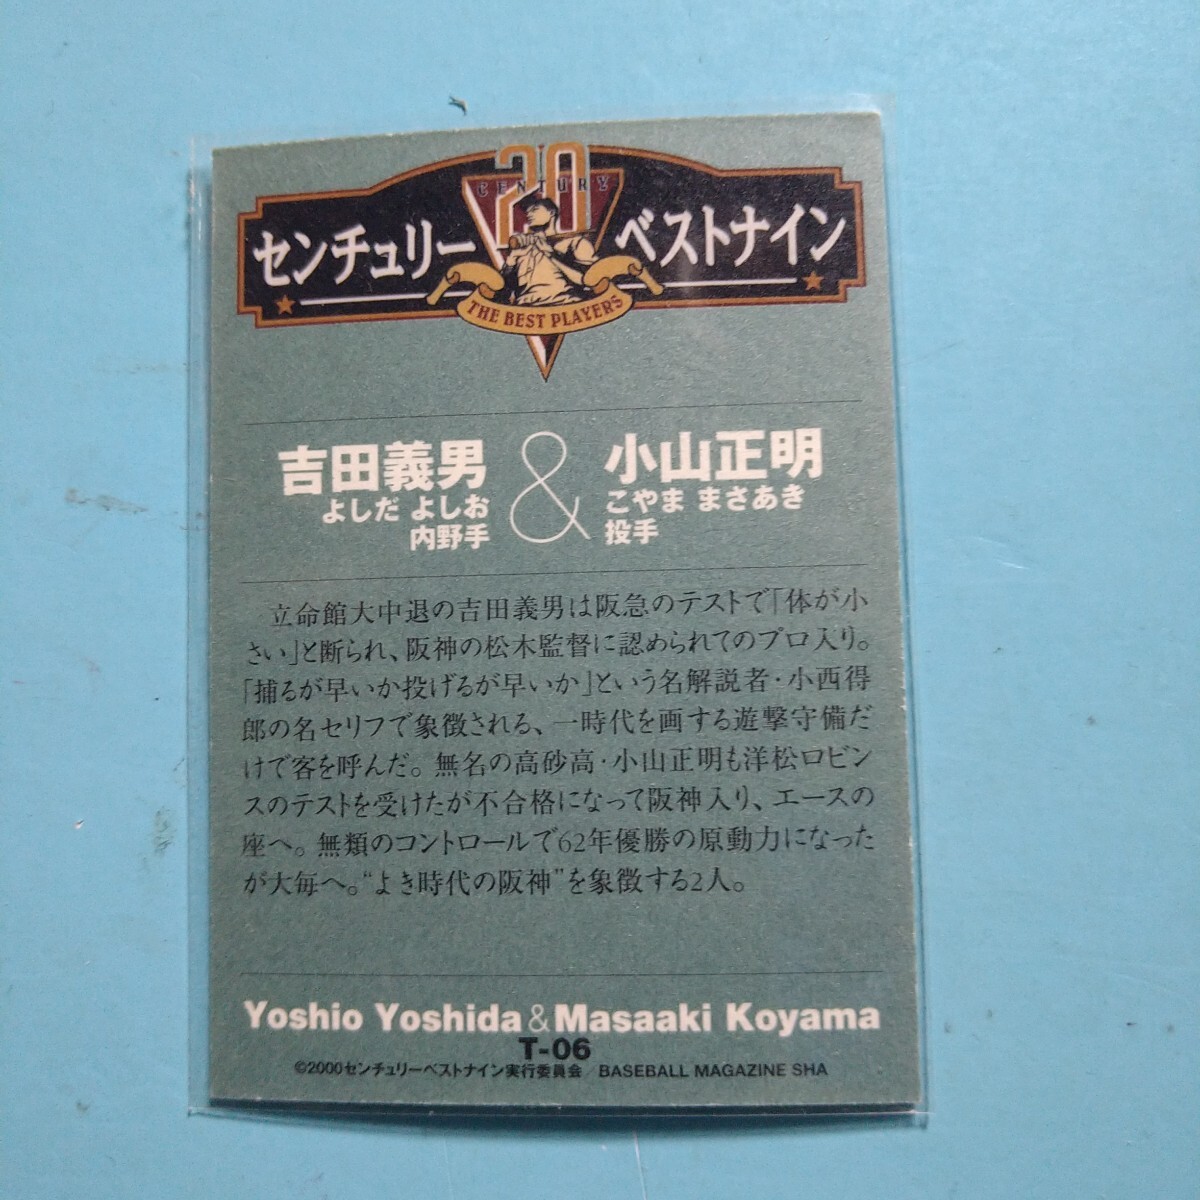 20
CENTURY
センチュリー ベストナイン
THE BEST PLAYERS
吉田義男 & 小山正明
よしだ よしお こやま まさあき
内野手 投手
立命館大中退の吉田義男は阪急のテストで「体が小
さい」と断られ、阪神の松木監督に認められてのプロ入り。
「捕るが早いか投げるが早いか」という名解説者・小西得
郎の名セリフで象徴される、一時代を画する遊撃守備だ
けで客を呼んだ。無名の高砂高・小山正明も洋松ロビン
スのテストを受けたが不合格になって阪神入り、エースの
座へ。無類のコントロールで62年優勝の原動力になった
が大毎へ。“よき時代の阪神”を象徴する2人。
Yoshio Yoshida & Masaaki Koyama
T-06
©2000センチュリーベストナイン実行委員会／BASEBALL MAGAZINE SHA